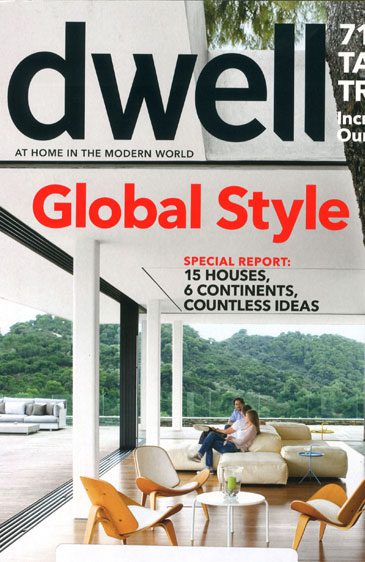 dwell
71
TA
TR
Incr
Our
AT HOME IN THE MODERN WORLD
Global Style
SPECIAL REPORT:
15 HOUSES,
6 CONTINENTS,
COUNTLESS IDEAS